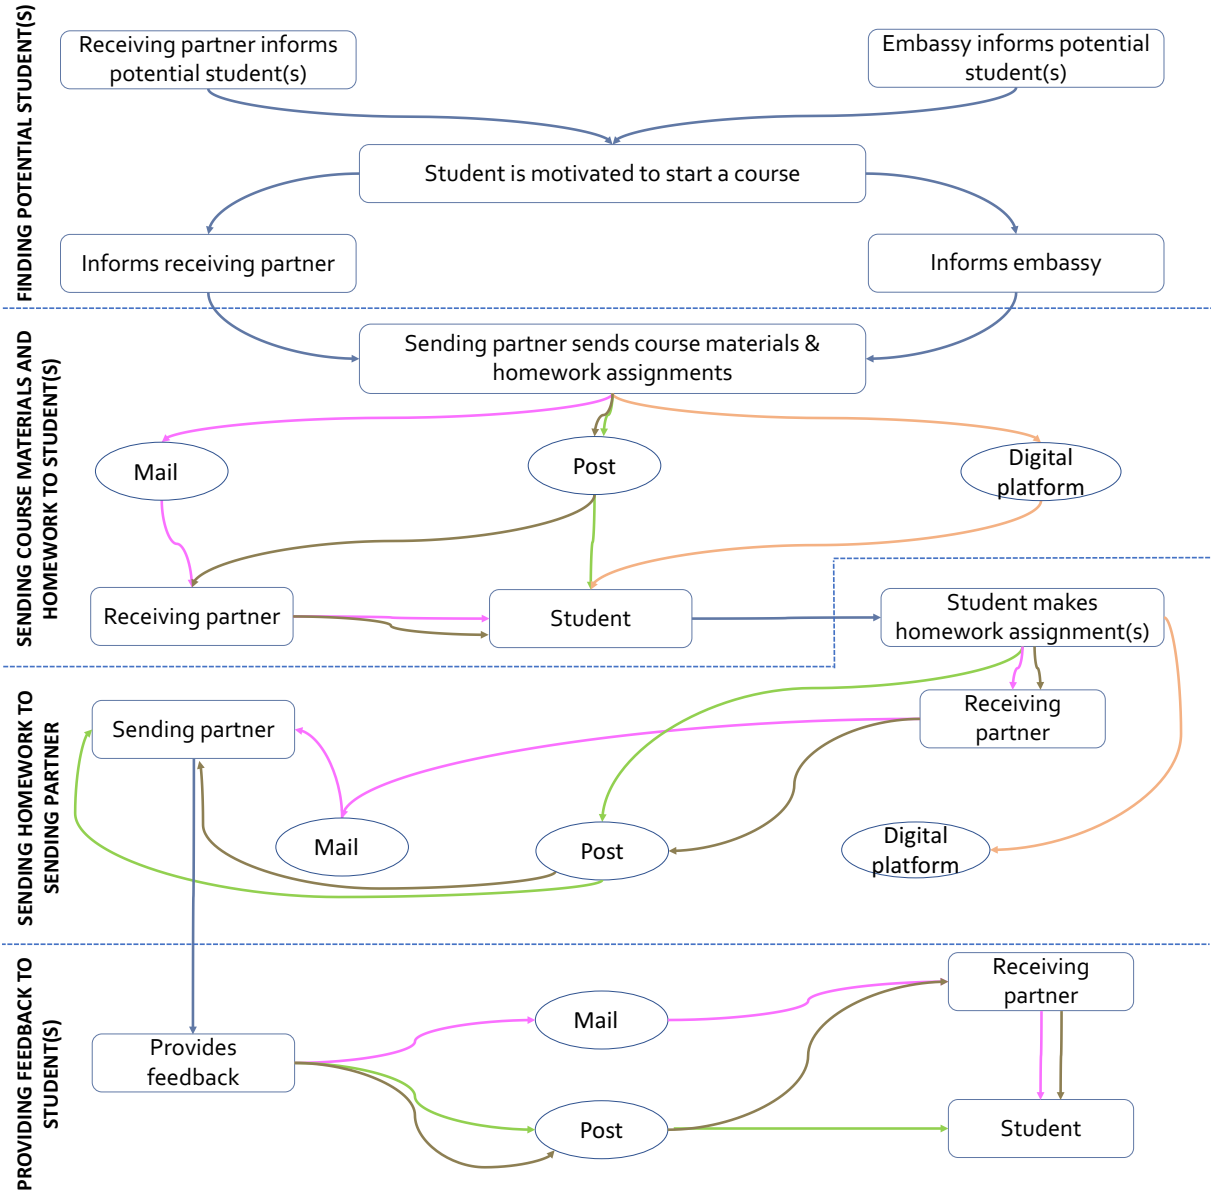 FINDING POTENTIAL STUDENT(S)
Receiving partner informs
potential student(s)
Embassy informs potential
student(s)
Student is motivated to start a course
Informs receiving partner
Informs embassy
SENDING COURSE MATERIALS AND
HOMEWORK TO STUDENT(S)
Sending partner sends course materials &
homework assignments
Mail
Post
Digital
platform
Receiving partner
Student
Student makes
homework assignment(s)
SENDING HOMEWORK TO
SENDING PARTNER
Sending partner
Receiving
partner
Mail
Post
Digital
platform
PROVIDING FEEDBACK TO
STUDENT(S)
Provides
feedback
Mail
Post
Receiving
partner
Student